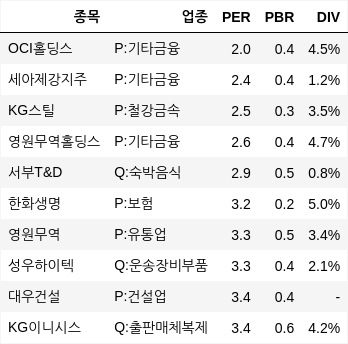 종목 업종 PER PBR DIV
OCI홀딩스 P:기타금융 2.0 0.4 4.5%
세아제강지주 P:기타금융 2.4 0.4 1.2%
KG스틸 P:철강금속 2.5 0.3 3.5%
영원무역홀딩스 P:기타금융 2.6 0.4 4.7%
서부T&D Q:숙박음식 2.9 0.5 0.8%
한화생명 P:보험 3.2 0.2 5.0%
영원무역 P:유통업 3.3 0.5 3.4%
성우하이텍 Q:운송장비부품 3.3 0.4 2.1%
대우건설 P:건설업 3.4 0.4 -
KG이니시스 Q:출판매체복제 3.4 0.6 4.2%